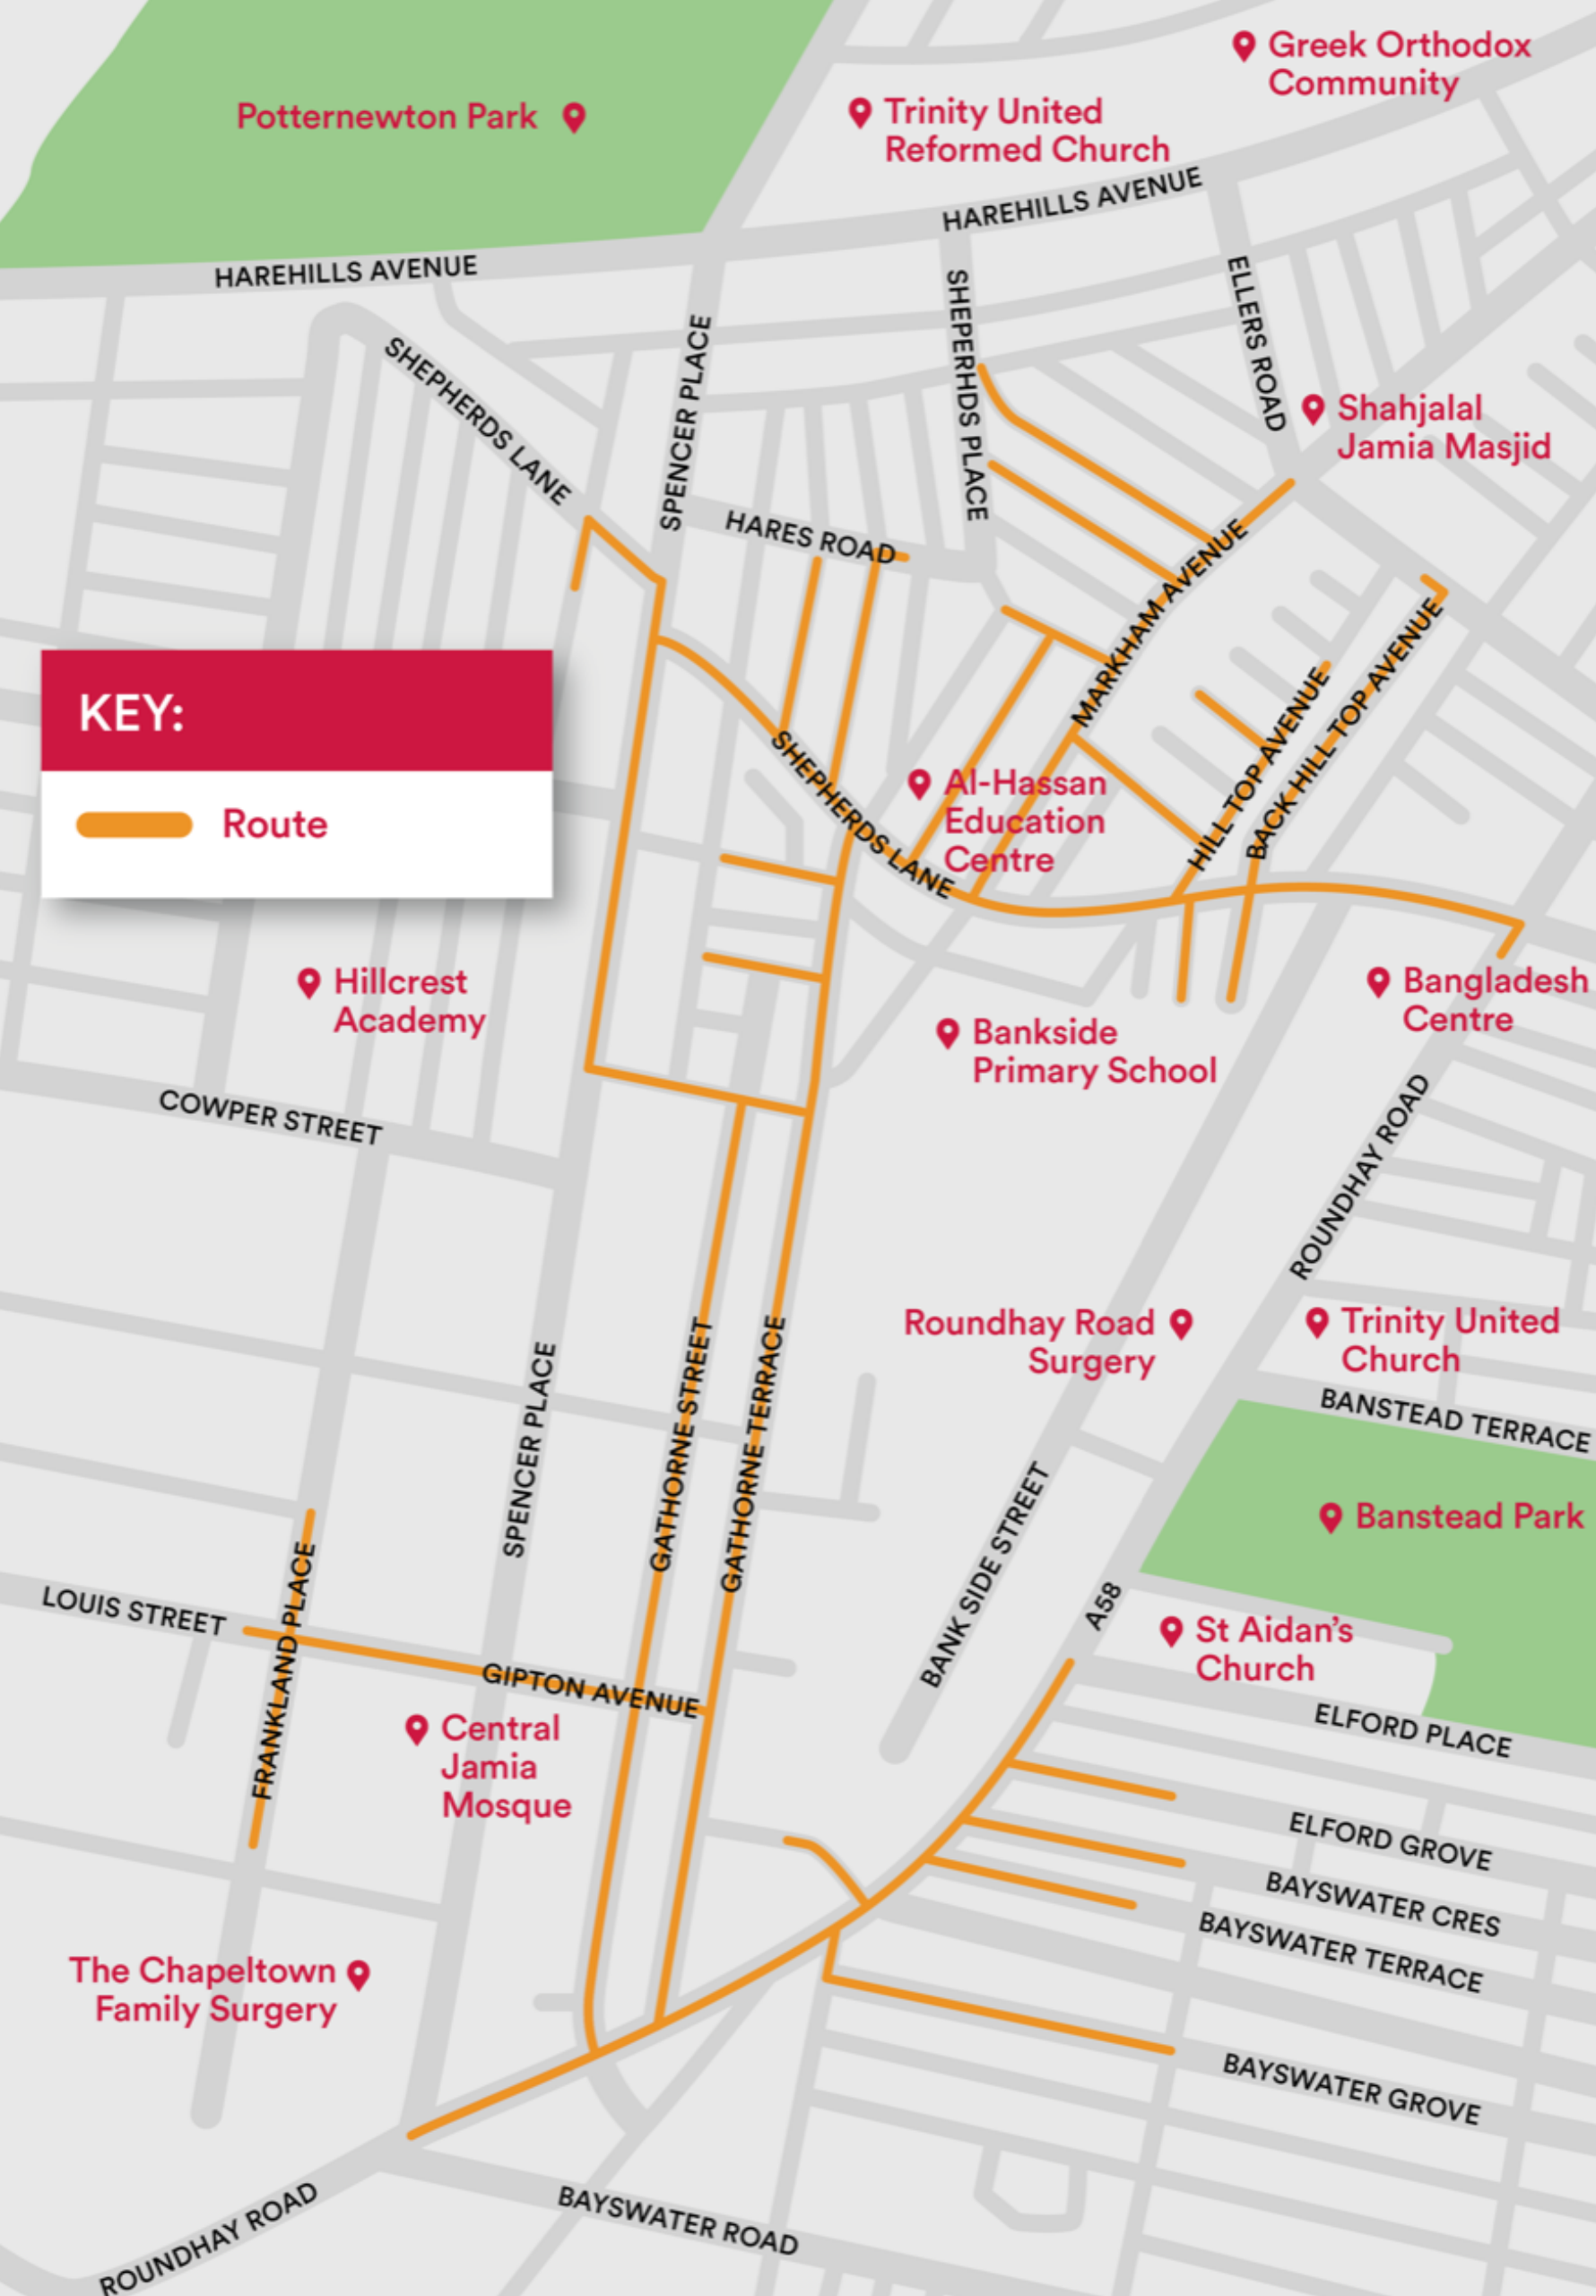 Greek Orthodox
Community
Potternewton Park
Trinity United
Reformed Church
HAREHILLS AVENUE
HAREHILLS AVENUE
SHEPHERDS LANE
SPENCER PLACE
SHEPERHDS PLACE
ELLERS ROAD
Shahjalal
Jamia Masjid
HARES ROAD
MARKHAM AVENUE
KEY:
Route
SHEPHERDS LANE
Al-Hassan
Education
Centre
HILL TOP AVENUE
BACK HILL TOP AVENUE
Hillcrest
Academy
Bankside
Primary School
Bangladesh
Centre
COWPER STREET
ROUNDHAY ROAD
Roundhay Road
Surgery
Trinity United
Church
SPENCER PLACE
GATHORNE STREET
GATHORNE TERRACE
BANSTEAD TERRACE
Banstead Park
BANK SIDE STREET
A58
LOUIS STREET
FRANKLAND PLACE
GIPTON AVENUE
St Aidan's
Church
Central
Jamia
Mosque
ELFORD PLACE
ELFORD GROVE
BAYSWATER CRES
BAYSWATER TERRACE
The Chapeltown
Family Surgery
BAYSWATER GROVE
BAYSWATER ROAD
ROUNDHAY ROAD